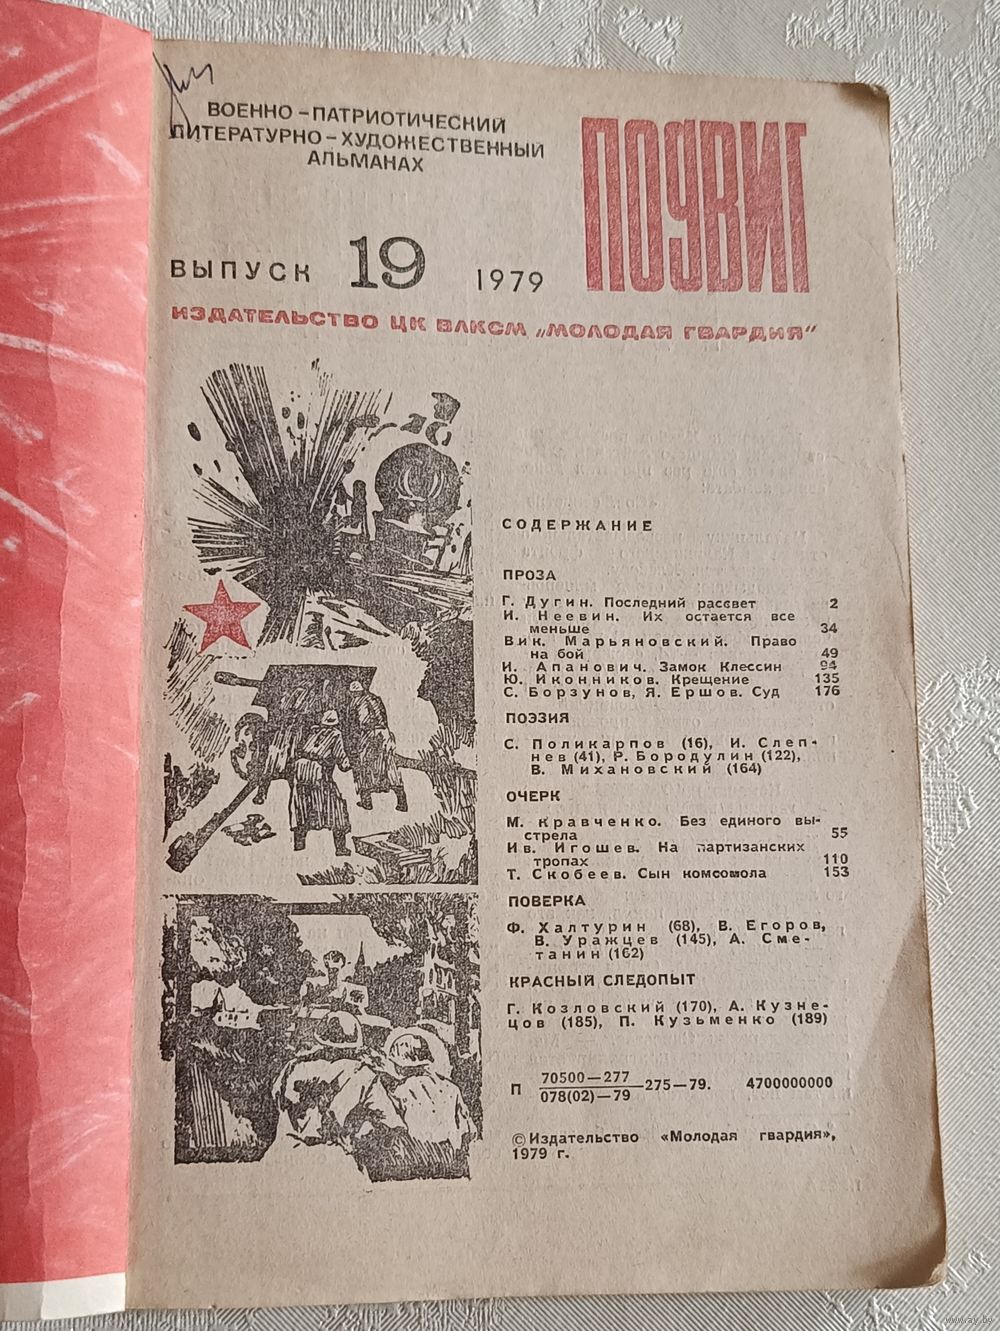 ВОЕННО-ПАТРИОТИЧЕСКИЙ
ЛИТЕРАТУРНО-ХУДОЖЕСТВЕННЫЙ
АЛЬМАНАХ
ПОДВИГ
ВЫПУСК 19 1979
ИЗДАТЕЛЬСТВО ЦК ВЛКСМ „МОЛОДАЯ ГВАРДИЯ"
СОДЕРЖАНИЕ
ПРОЗА
Г. Дугин. Последний рассвет 2
И. Неевин. Их остается все
меньше 34
Вик. Марьяновский. Право
на бой 49
И. Апанович. Замок Клессин 94
Ю. Иконников. Крещение 135
С. Борзунов, Я. Ершов. Суд 176
ПОЭЗИЯ
С. Поликарпов (16), И. Слеп-
нев (41), Р. Бородулин (122),
В. Михановский (164)
ОЧЕРК
М. Кравченко. Без единого вы-
стрела 55
Ив. Игошев. На партизанских
тропах 110
Т. Скобеев. Сын комсомола 153
ПОВЕРКА
Ф. Халтурин (68), В. Егоров,
В. Уражцев (145), А. Сме-
танин (162)
КРАСНЫЙ СЛЕДОПЫТ
Г. Козловский (170), А. Кузне-
цов (185), П. Кузьменко (189)
П 70500—277
078(02)—79 275—79. 4700000000
© Издательство «Молодая гвардия»,
1979 г.
www.ay.by